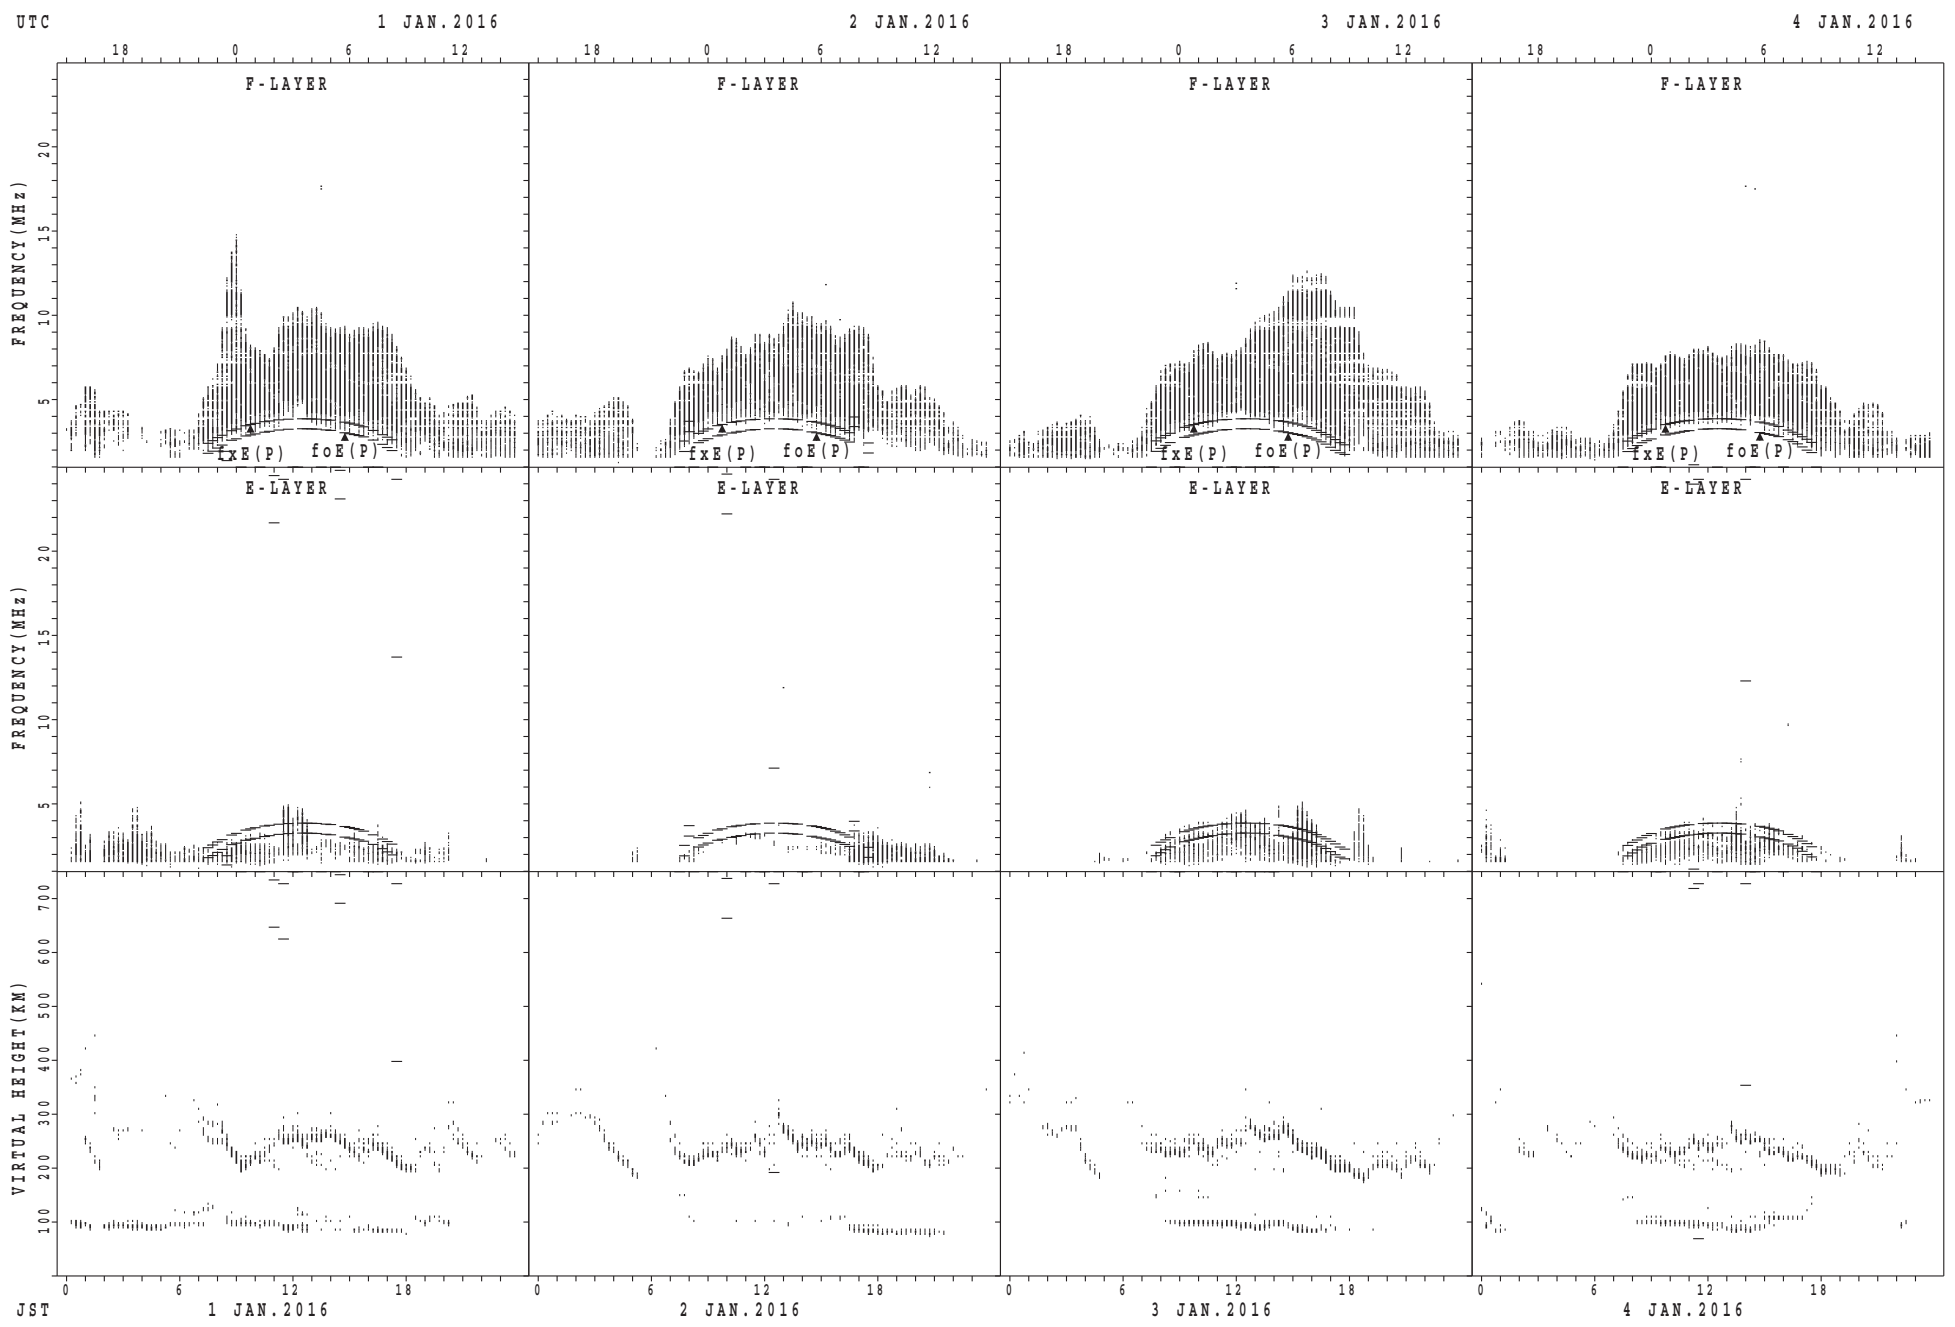 UTC 1 JAN.2016 2 JAN.2016 3 JAN.2016 4 JAN.2016
18 0 6 12 18 0 6 12 18 0 6 12 18 0 6 12
F-LAYER F-LAYER F-LAYER F-LAYER
FREQUENCY(MHz)
20
15
10
5
fxE(P) foE(P) fxE(P) foE(P) fxE(P) foE(P) fxE(P) foE(P)
E-LAYER E-LAYER E-LAYER E-LAYER
FREQUENCY(MHz)
20
15
10
5
VIRTUAL HEIGHT(KM)
700
600
500
400
300
200
100
0 6 12 18 0 6 12 18 0 6 12 18 0 6 12 18
JST 1 JAN.2016 2 JAN.2016 3 JAN.2016 4 JAN.2016